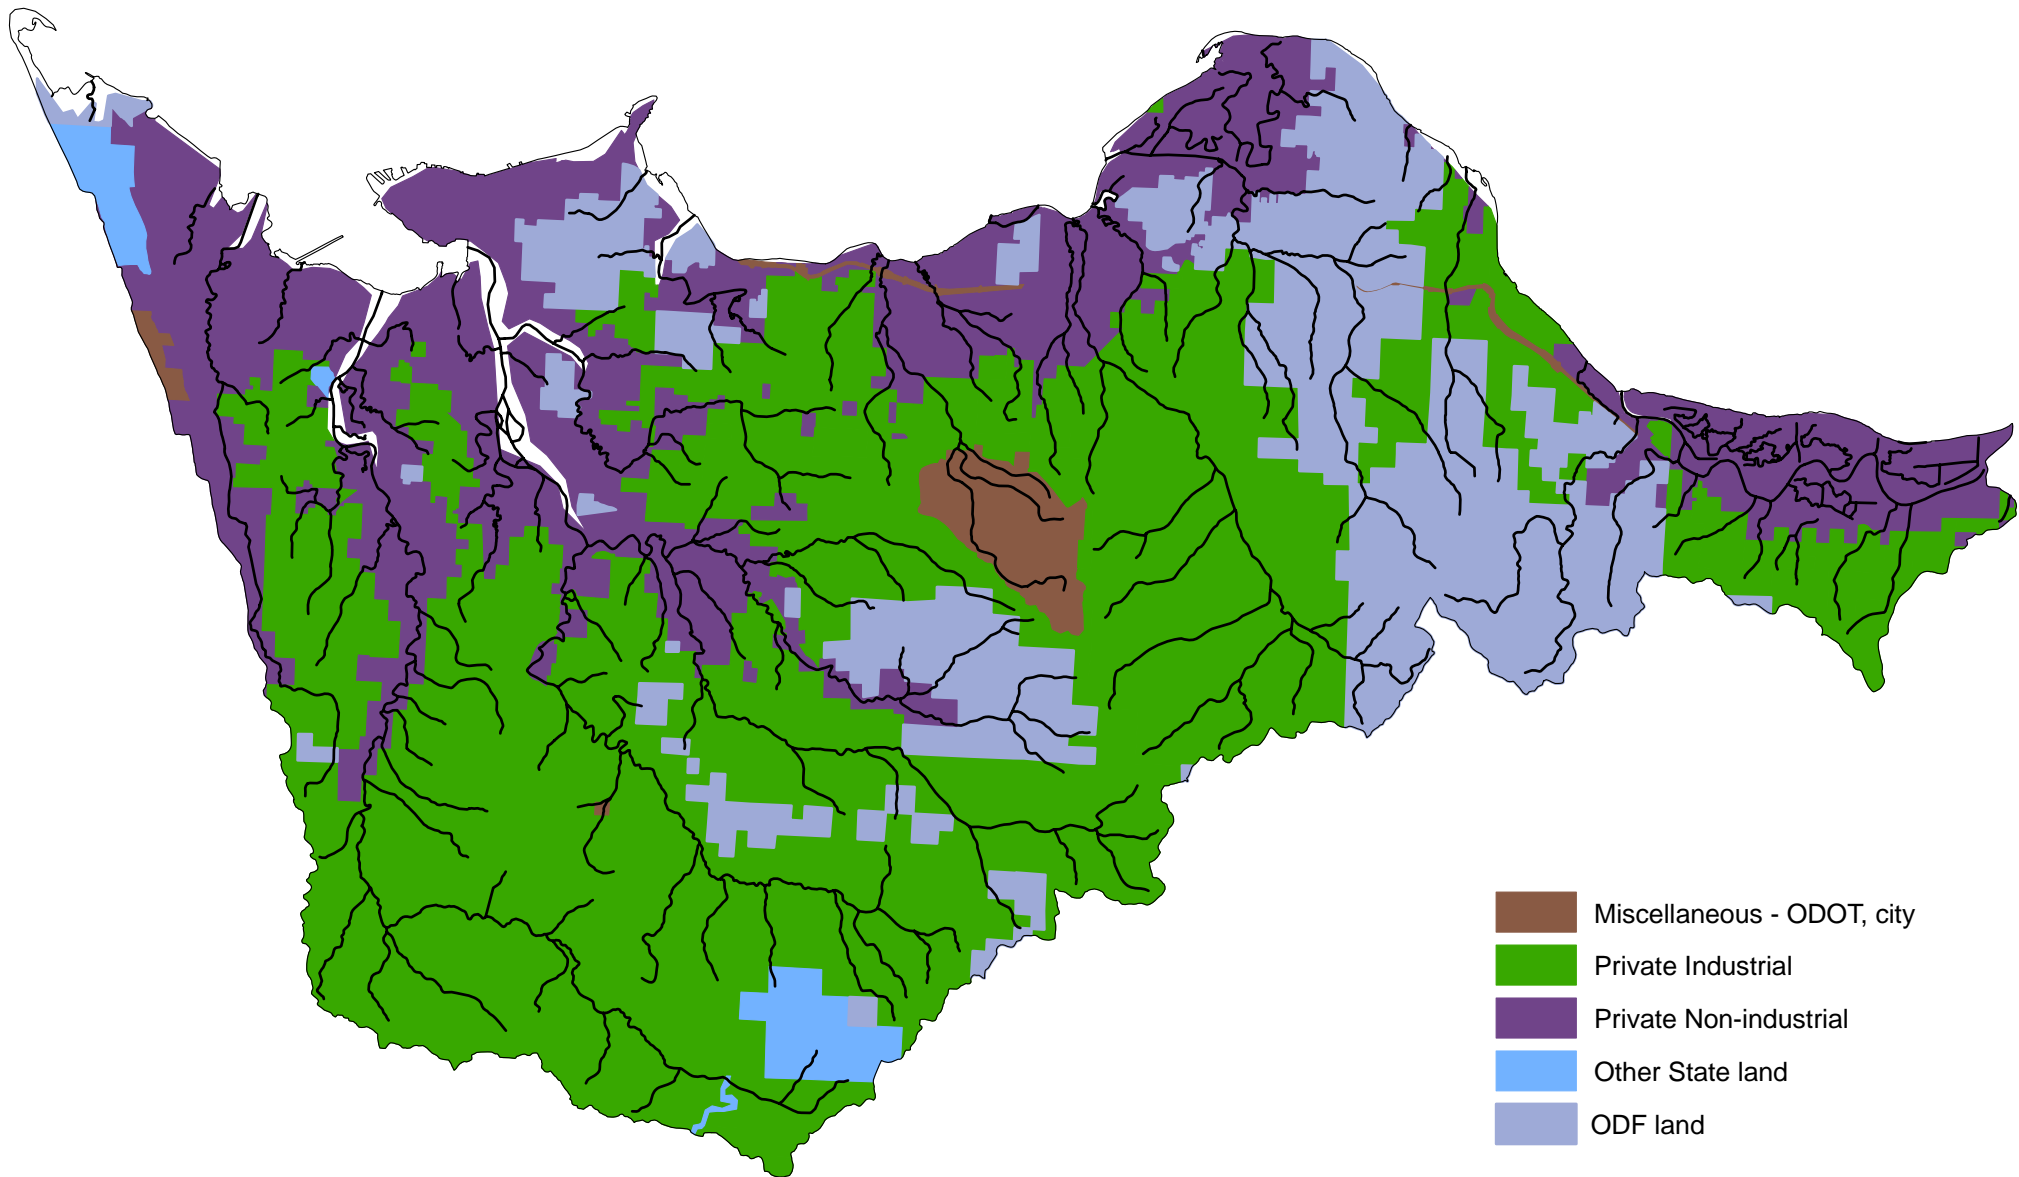 Miscellaneous - ODOT, city
Private Industrial
Private Non-industrial
Other State land
ODF land